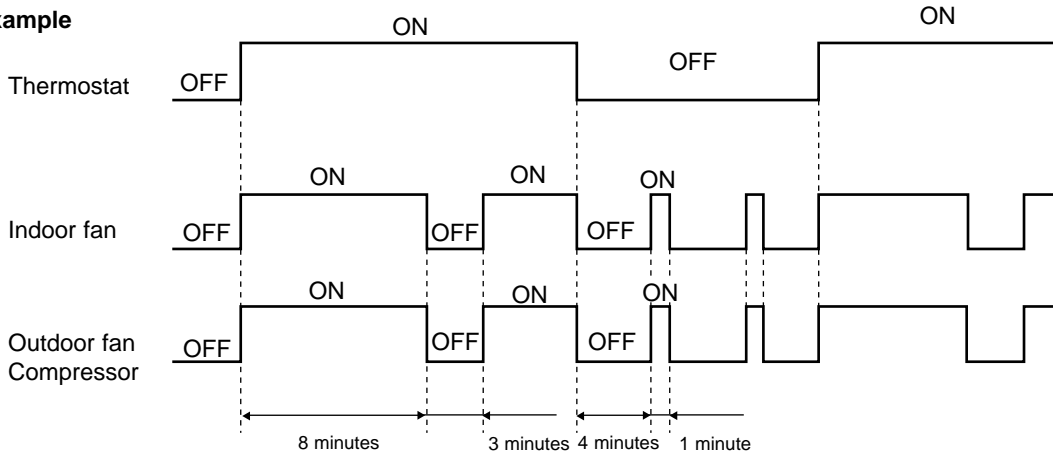 xample
ON
ON
Thermostat
OFF
OFF
ON
ON
ON
Indoor fan
OFF
OFF
OFF
ON
ON
ON
Outdoor fan
Compressor
OFF
OFF
OFF
8 minutes
3 minutes
4 minutes
1 minute